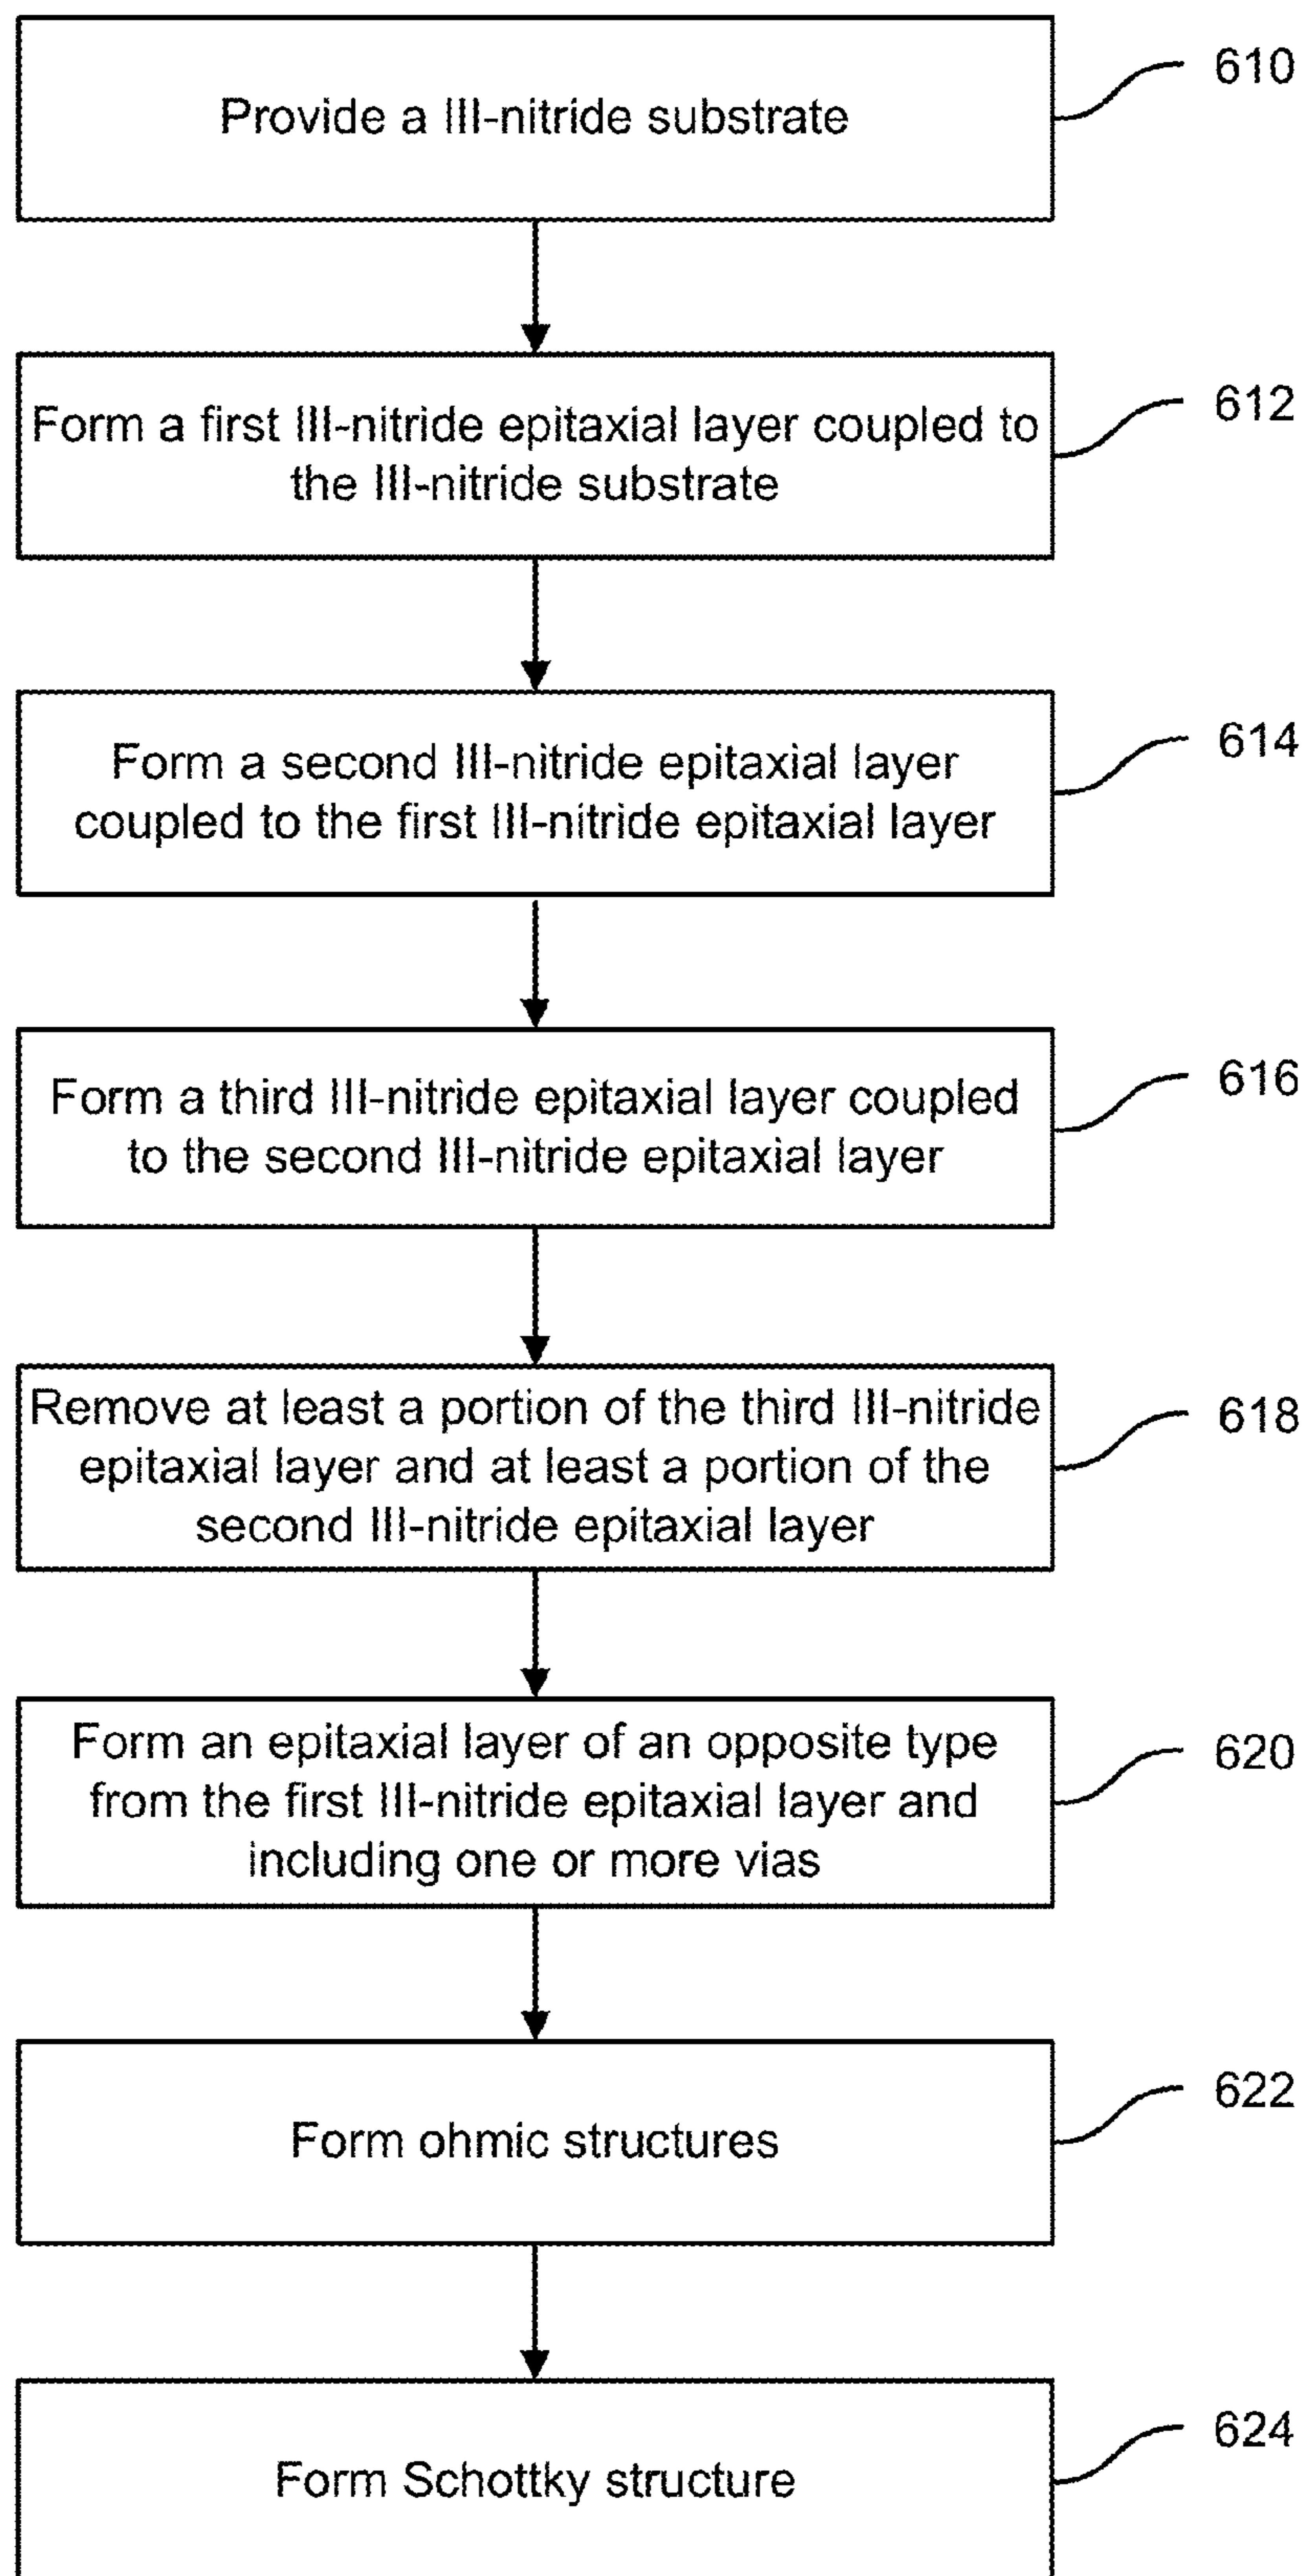 Provide a III-nitride substrate
610
Form a first III-nitride epitaxial layer coupled to
the III-nitride substrate
612
Form a second III-nitride epitaxial layer
coupled to the first III-nitride epitaxial layer
614
Form a third III-nitride epitaxial layer coupled
to the second III-nitride epitaxial layer
616
Remove at least a portion of the third III-nitride
epitaxial layer and at least a portion of the
second III-nitride epitaxial layer
618
Form an epitaxial layer of an opposite type
from the first III-nitride epitaxial layer and
including one or more vias
620
Form ohmic structures
622
Form Schottky structure
624